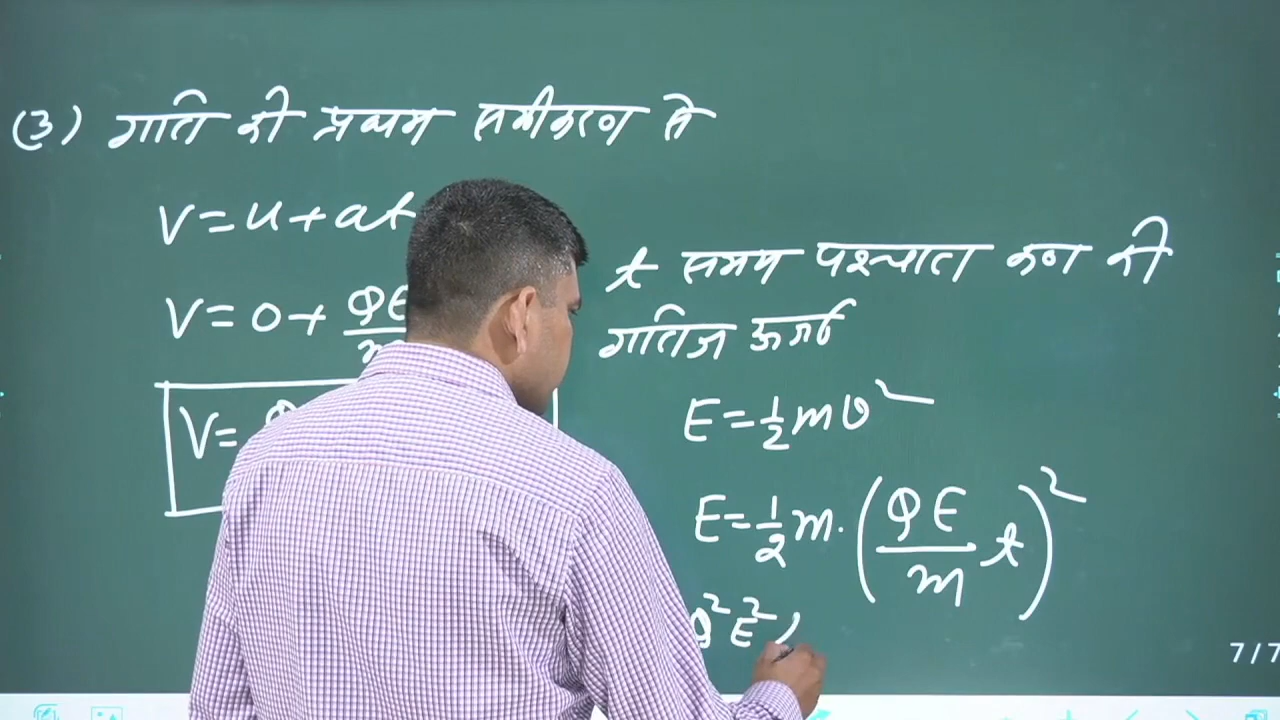 (3) गति की प्रथम समीकरण से
V=u+at
V=0+ QE
V=
t समय पश्चात कण की
गतिज ऊर्जा
E=½mv²
E=½m.(QE/m t)²
Q²E²
7/7